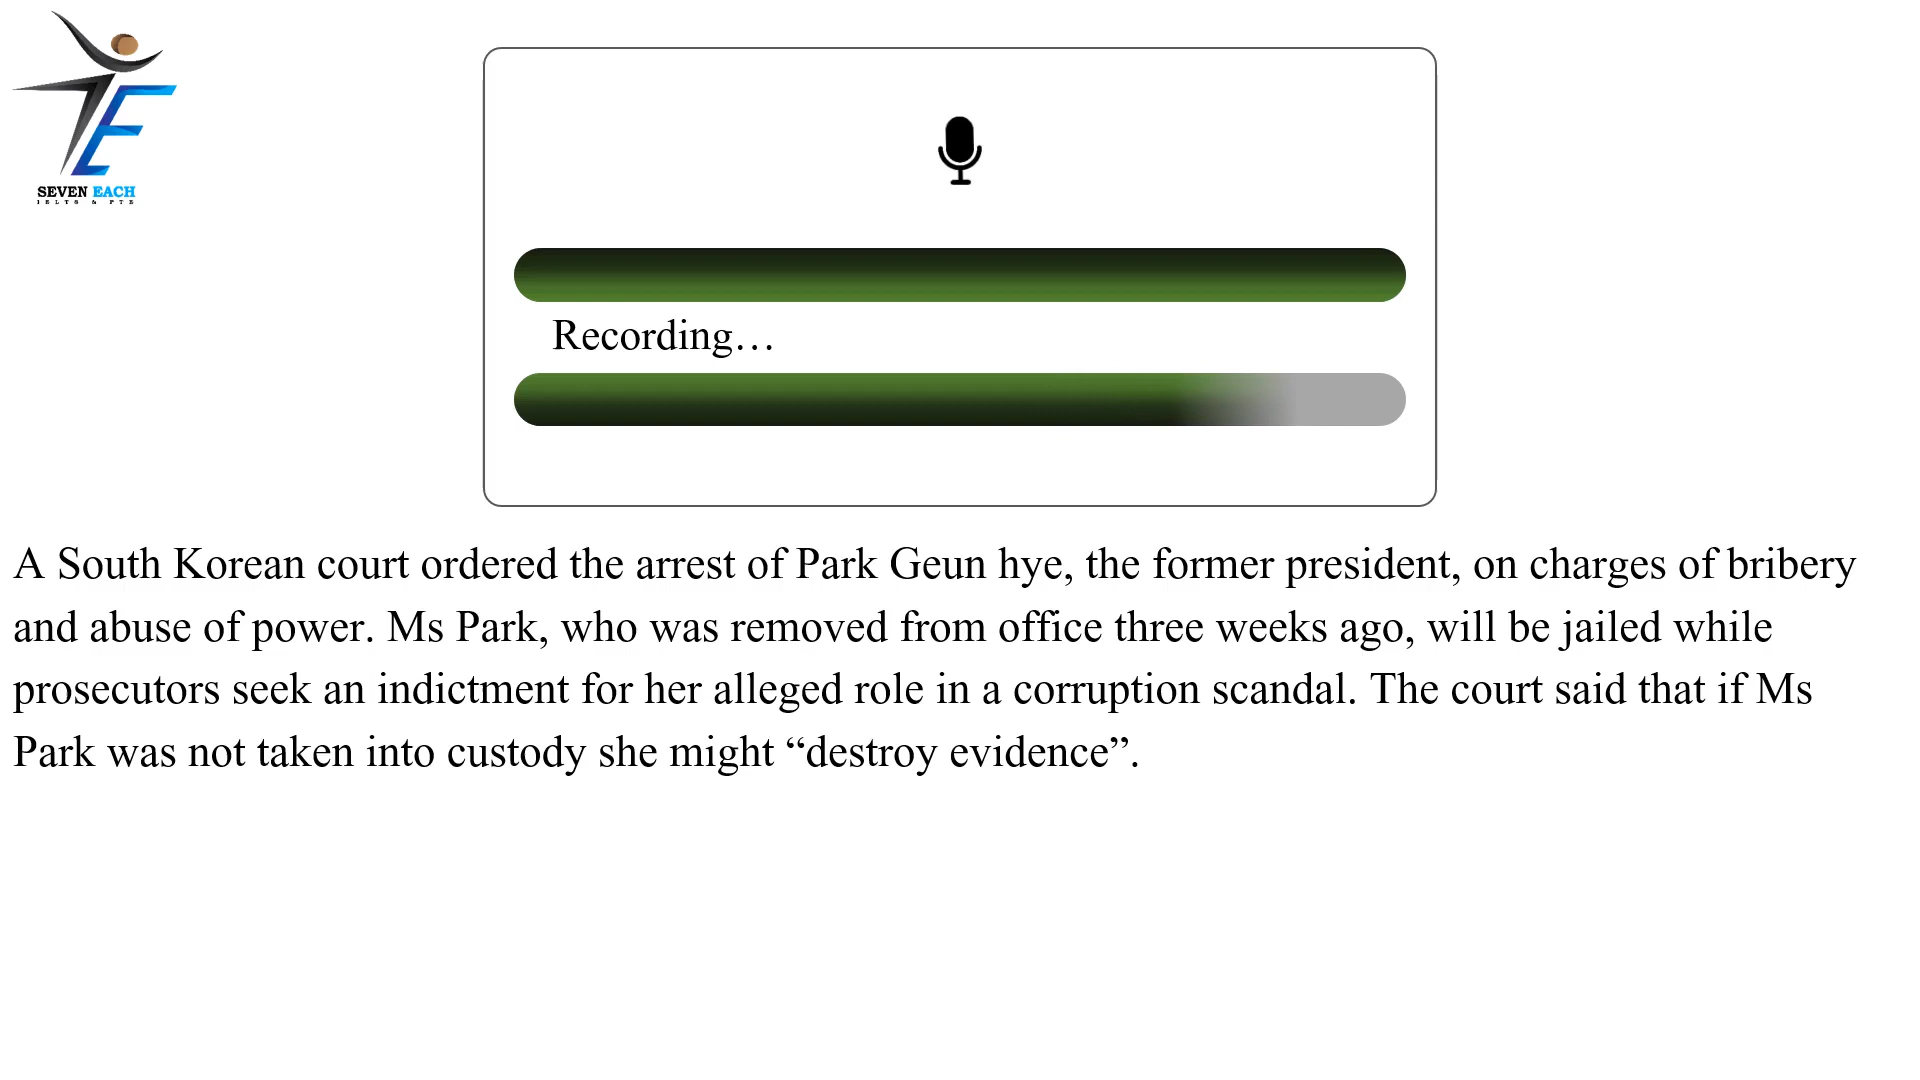 SEVEN EACH
IELTS & PTE
Recording…
A South Korean court ordered the arrest of Park Geun hye, the former president, on charges of bribery
and abuse of power. Ms Park, who was removed from office three weeks ago, will be jailed while
prosecutors seek an indictment for her alleged role in a corruption scandal. The court said that if Ms
Park was not taken into custody she might “destroy evidence”.